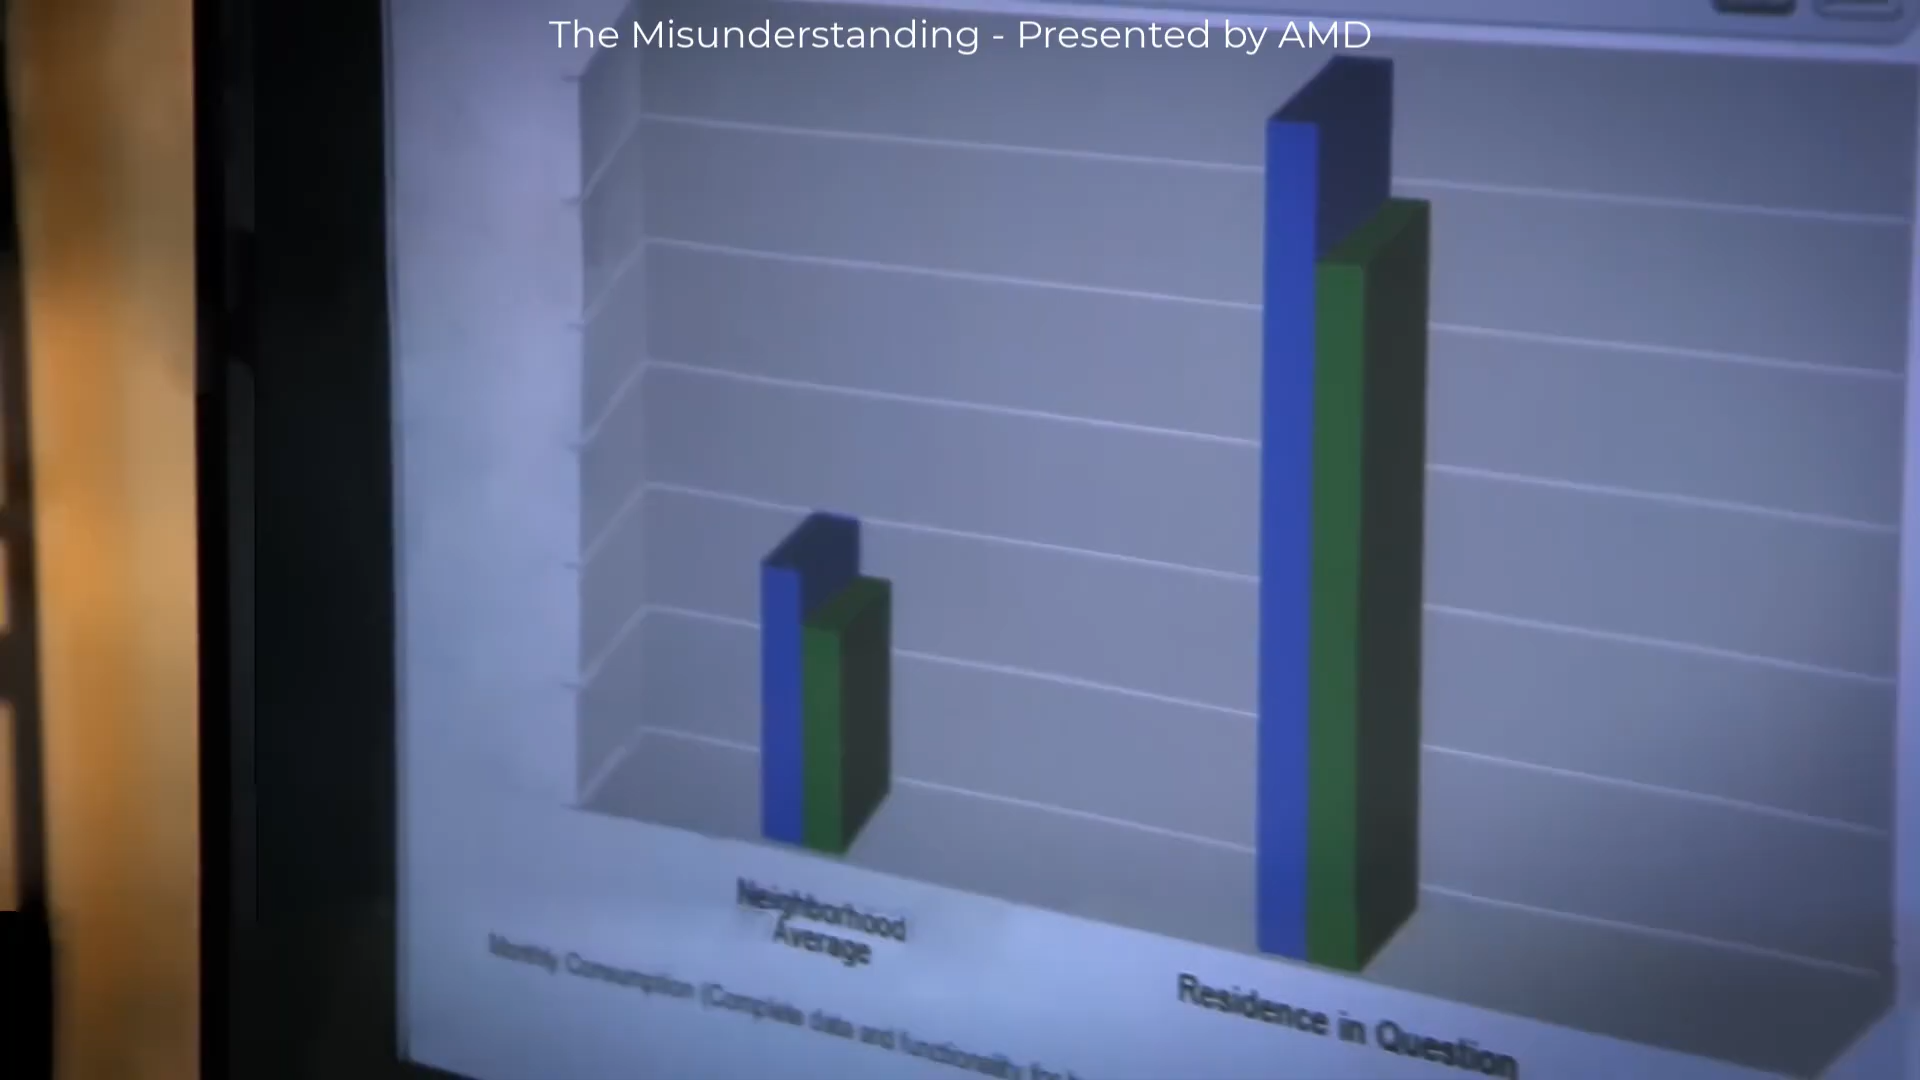 The Misunderstanding - Presented by AMD
Neighborhood
Average
Residence in Question
Monthly Consumption (Complete data and functionality for